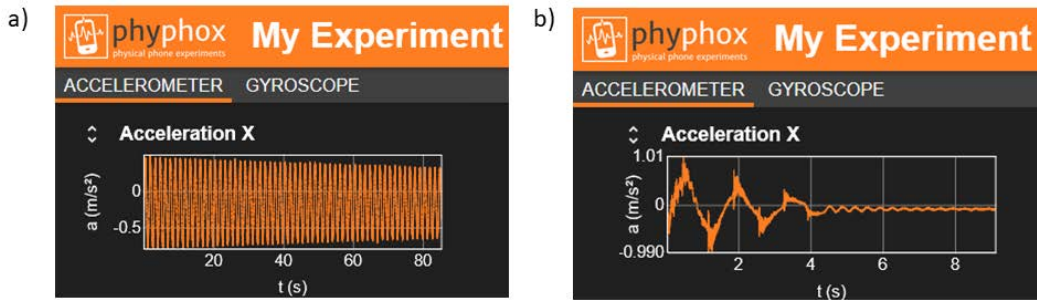 a)
phyphox
physical phone experiments
My Experiment
ACCELEROMETER GYROSCOPE
Acceleration X
a (m/s²)
0
-0.5
20 40 60 80
t (s)
b)
phyphox
physical phone experiments
My Experiment
ACCELEROMETER GYROSCOPE
Acceleration X
a (m/s²)
1.01
0
-0.990
2 4 6 8
t (s)